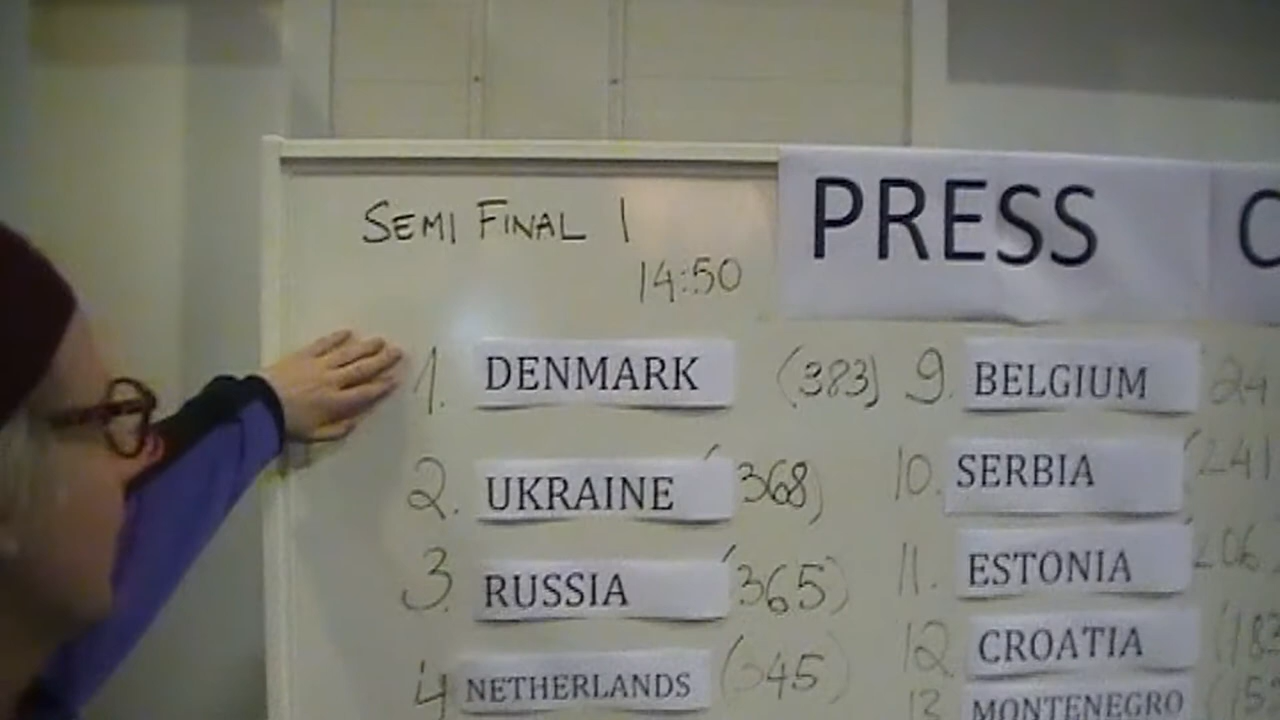 SEMI FINAL 1
14:50
PRESS
1. DENMARK (383)
2. UKRAINE (368)
3. RUSSIA (365)
4 NETHERLANDS (345)
9. BELGIUM
10. SERBIA (241
11. ESTONIA
12 CROATIA
13 MONTENEGRO